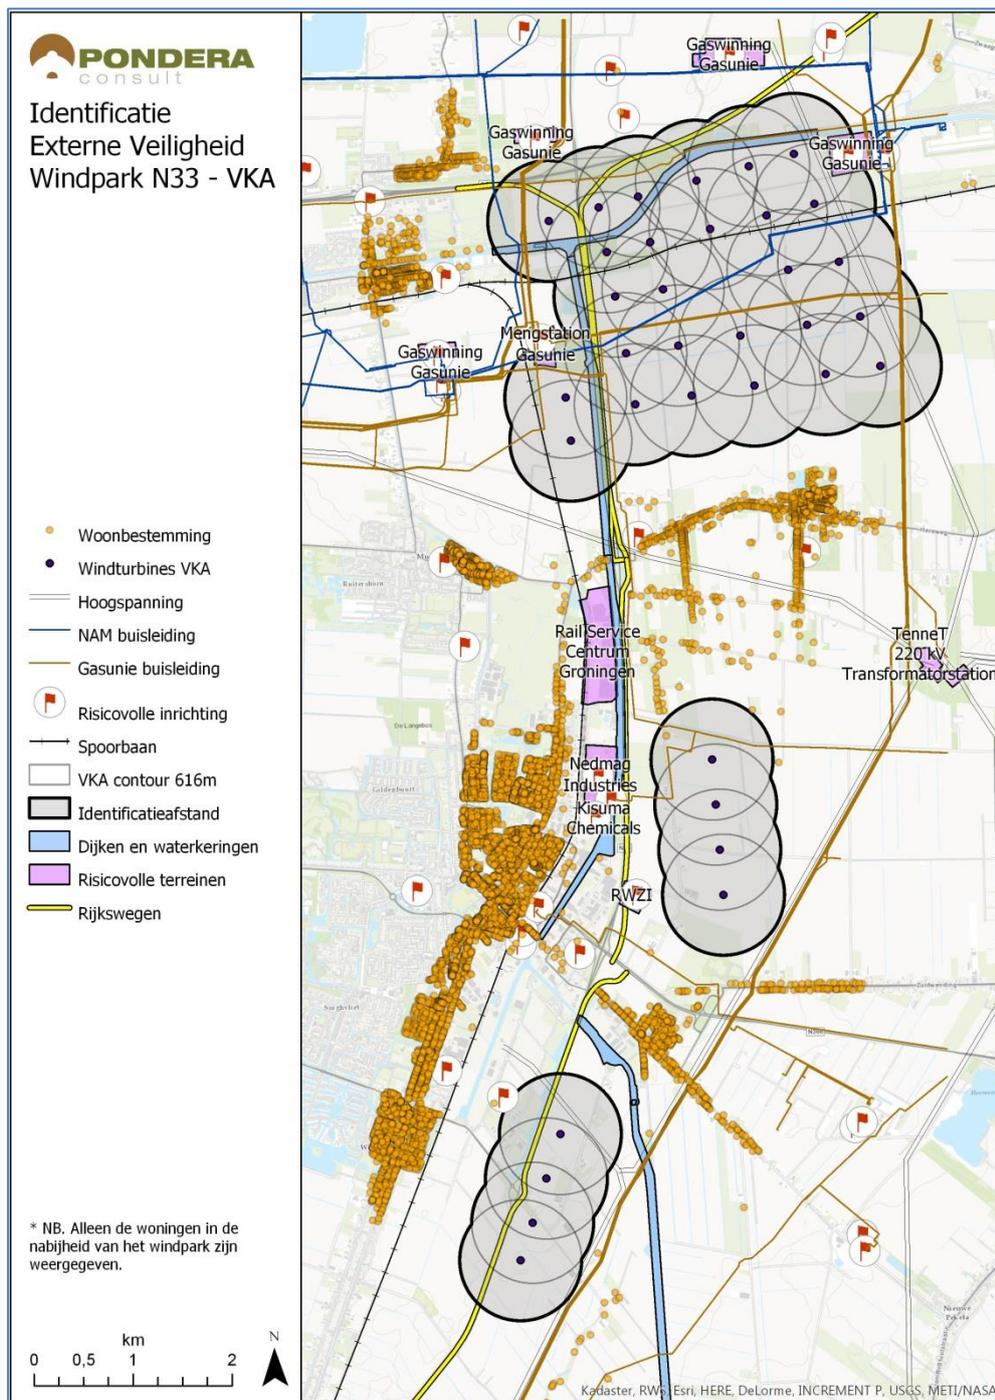 PONDERA
consult
Identificatie
Externe Veiligheid
Windpark N33 - VKA
Woonbestemming
Windturbines VKA
Hoogspanning
NAM buisleiding
Gasunie buisleiding
Risicovolle inrichting
Spoorbaan
VKA contour 616m
Identificatieafstand
Dijken en waterkeringen
Risicovolle terreinen
Rijkswegen
* NB. Alleen de woningen in de
nabijheid van het windpark zijn
weergegeven.
km
0 0,5 1 2
N
Gaswinning
Gasunie
Gaswinning
Gasunie
Gaswinning
Gasunie
Mengstation
Gasunie
Gaswinning
Gasunie
Rail Service
Centrum
Groningen
TenneT
220 kV
Transformatorstation
De Langebos
Nedmag
Industries
Kisuma
Chemicals
RWZI
Nieuwe
Pekela
Kadaster, RWS, Esri, HERE, DeLorme, INCREMENT P, USGS, METI/NASA